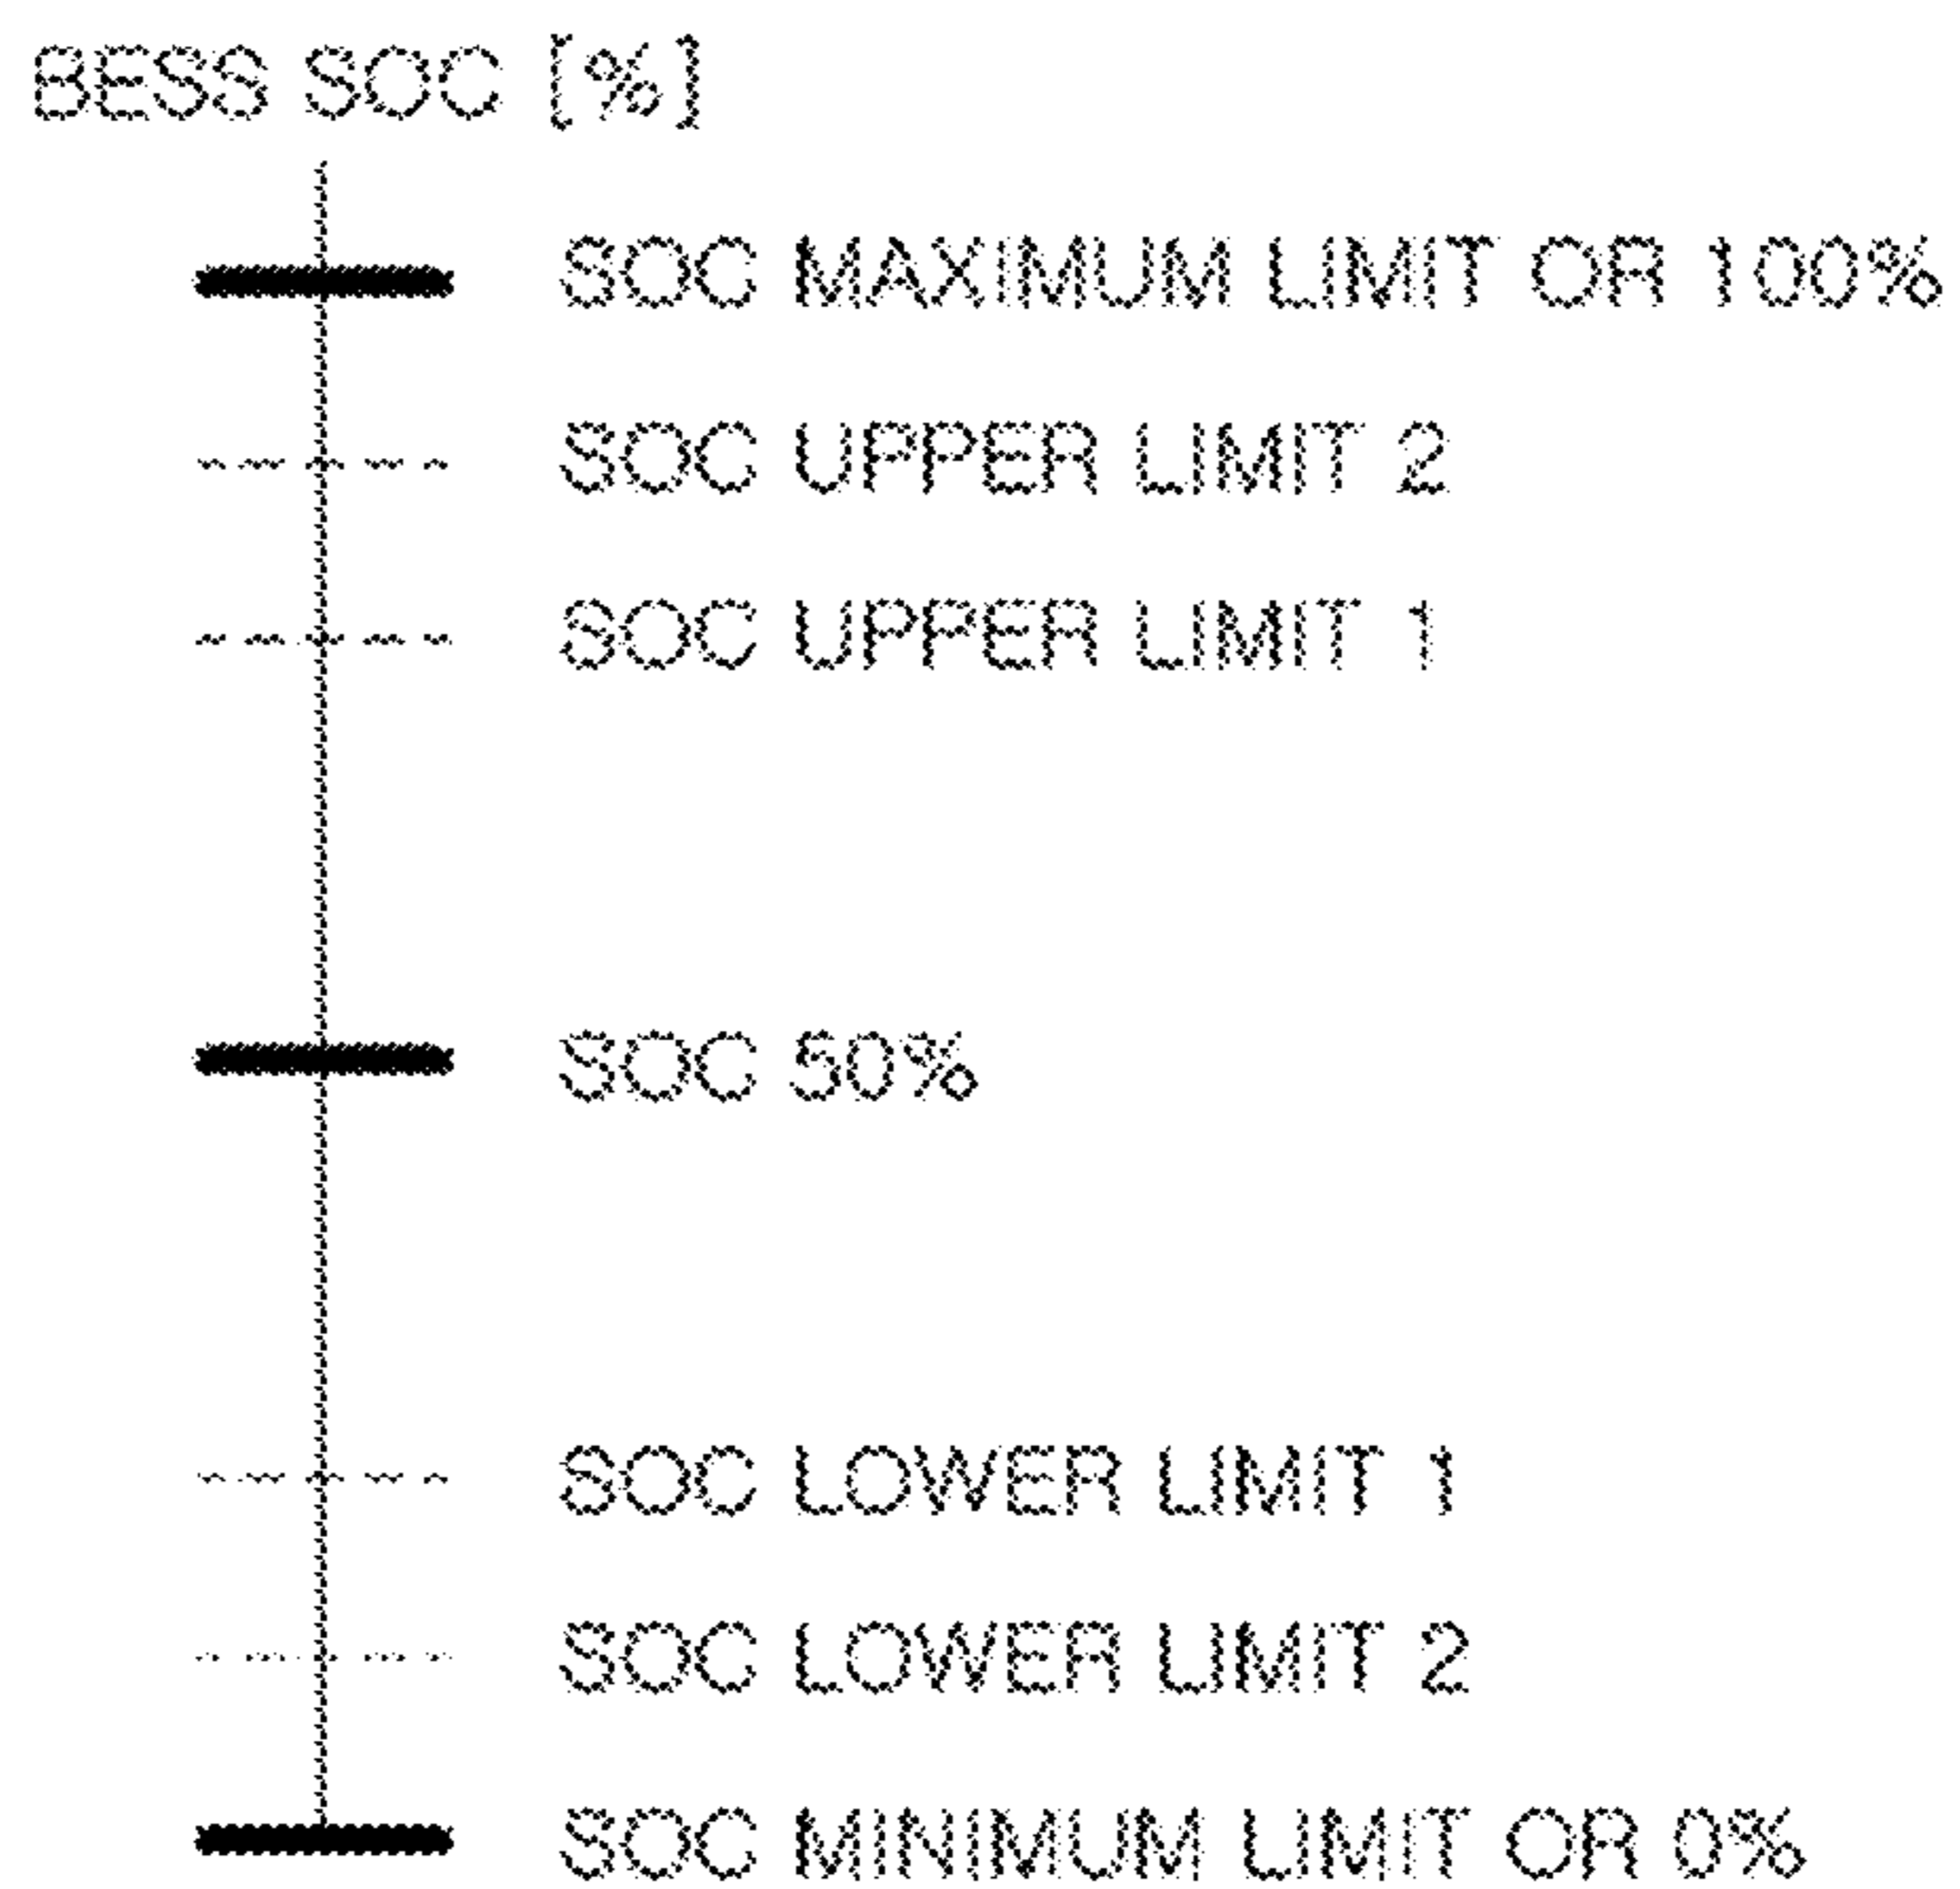 BESS SOC [%]
SOC MAXIMUM LIMIT OR 100%
SOC UPPER LIMIT 2
SOC UPPER LIMIT 1
SOC 50%
SOC LOWER LIMIT 1
SOC LOWER LIMIT 2
SOC MINIMUM LIMIT OR 0%